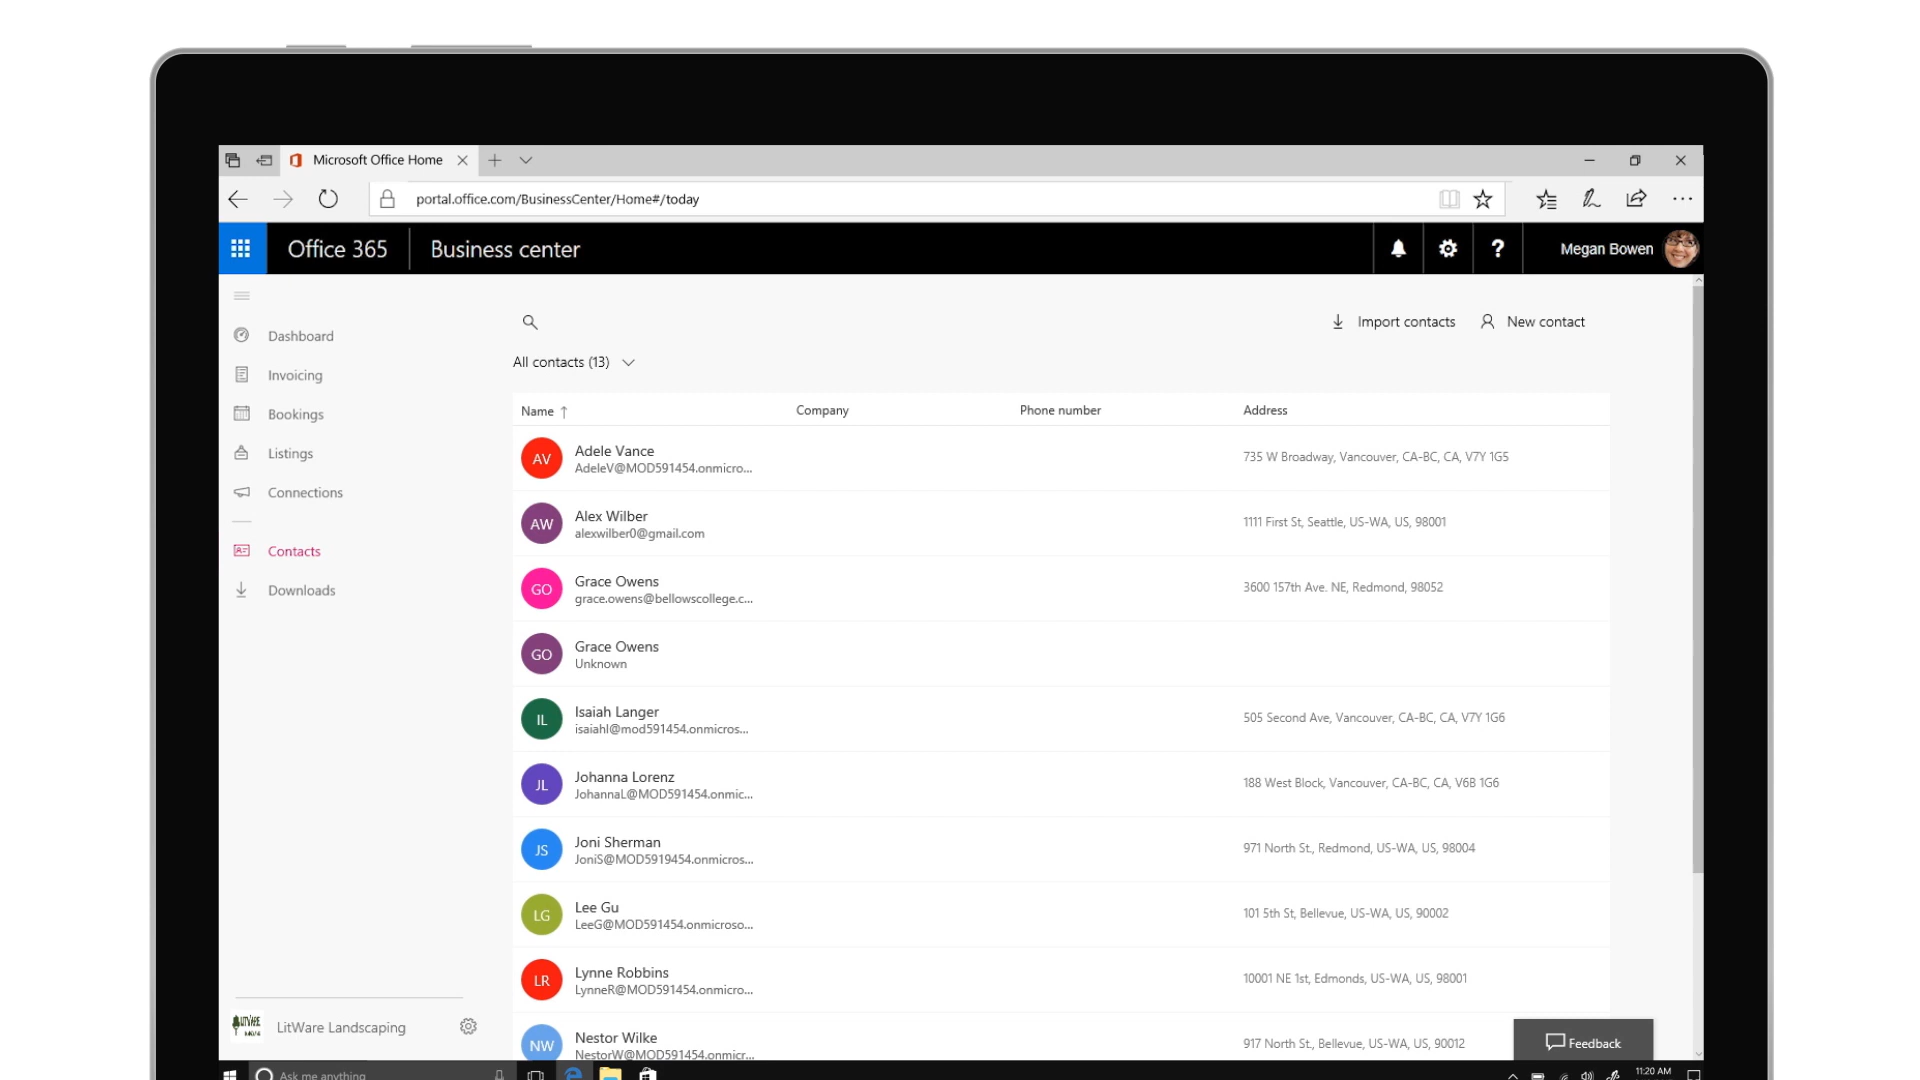 Microsoft Office Home
portal.office.com/BusinessCenter/Home#/today
Office 365 Business center
Megan Bowen
Dashboard
Invoicing
Bookings
Listings
Connections
Contacts
Downloads
LitWare Landscaping
Import contacts
New contact
All contacts (13)
Name ↑ Company Phone number Address
AV Adele Vance
AdeleV@MOD591454.onmicro...
735 W Broadway, Vancouver, CA-BC, CA, V7Y 1G5
AW Alex Wilber
alexwilber0@gmail.com
1111 First St, Seattle, US-WA, US, 98001
GO Grace Owens
grace.owens@bellowscollege.c...
3600 157th Ave. NE, Redmond, 98052
GO Grace Owens
Unknown
IL Isaiah Langer
isaiahl@mod591454.onmicros...
505 Second Ave, Vancouver, CA-BC, CA, V7Y 1G6
JL Johanna Lorenz
JohannaL@MOD591454.onmic...
188 West Block, Vancouver, CA-BC, CA, V6B 1G6
JS Joni Sherman
JoniS@MOD5919454.onmicros...
971 North St., Redmond, US-WA, US, 98004
LG Lee Gu
LeeG@MOD591454.onmicroso...
101 5th St, Bellevue, US-WA, US, 90002
LR Lynne Robbins
LynneR@MOD591454.onmicro...
10001 NE 1st, Edmonds, US-WA, US, 98001
NW Nestor Wilke
NestorW@MOD591454.onmicr...
917 North St., Bellevue, US-WA, US, 90012
Feedback
Ask me anything
11:20 AM